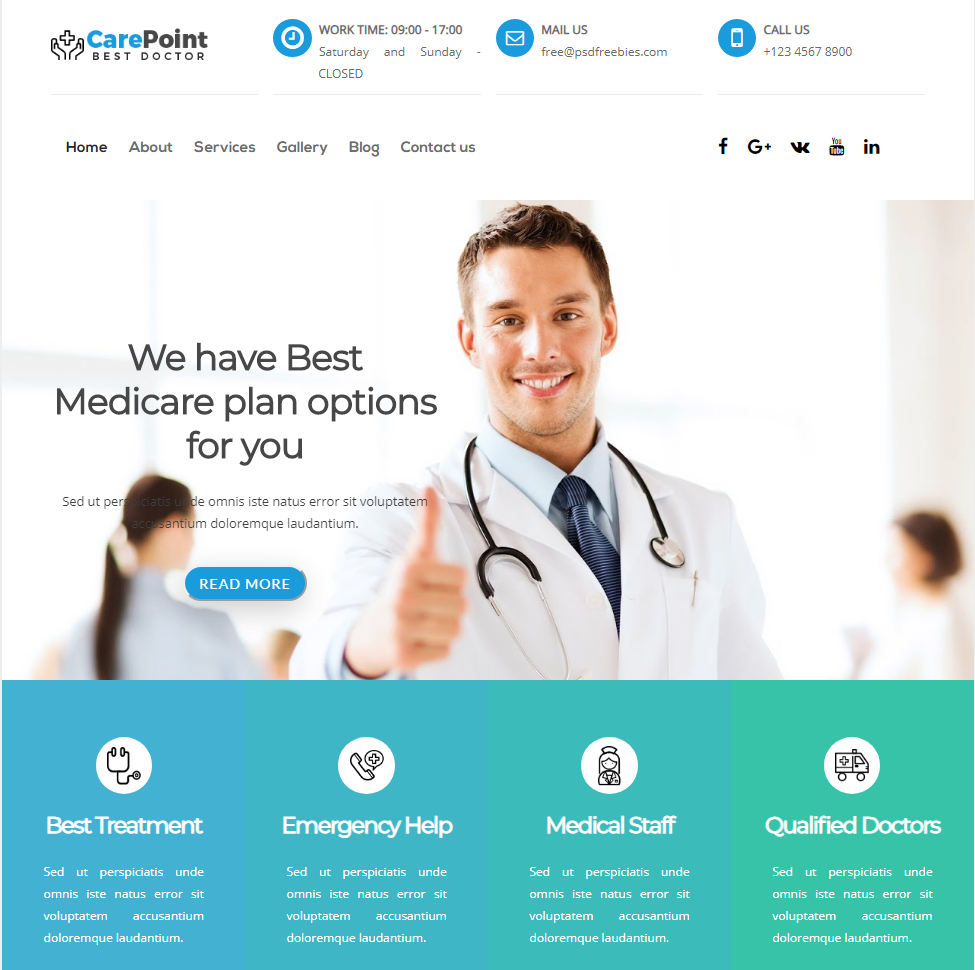 CarePoint
BEST DOCTOR
WORK TIME: 09:00 - 17:00
Saturday and Sunday -
CLOSED
MAIL US
free@psdfreebies.com
CALL US
+123 4567 8900
Home About Services Gallery Blog Contact us
You
Tube
We have Best
Medicare plan options
for you
Sed ut perspiciatis unde omnis iste natus error sit voluptatem
accusantium doloremque laudantium.
READ MORE
Best Treatment
Sed ut perspiciatis unde
omnis iste natus error sit
voluptatem accusantium
doloremque laudantium.
Emergency Help
Sed ut perspiciatis unde
omnis iste natus error sit
voluptatem accusantium
doloremque laudantium.
Medical Staff
Sed ut perspiciatis unde
omnis iste natus error sit
voluptatem accusantium
doloremque laudantium.
Qualified Doctors
Sed ut perspiciatis unde
omnis iste natus error sit
voluptatem accusantium
doloremque laudantium.